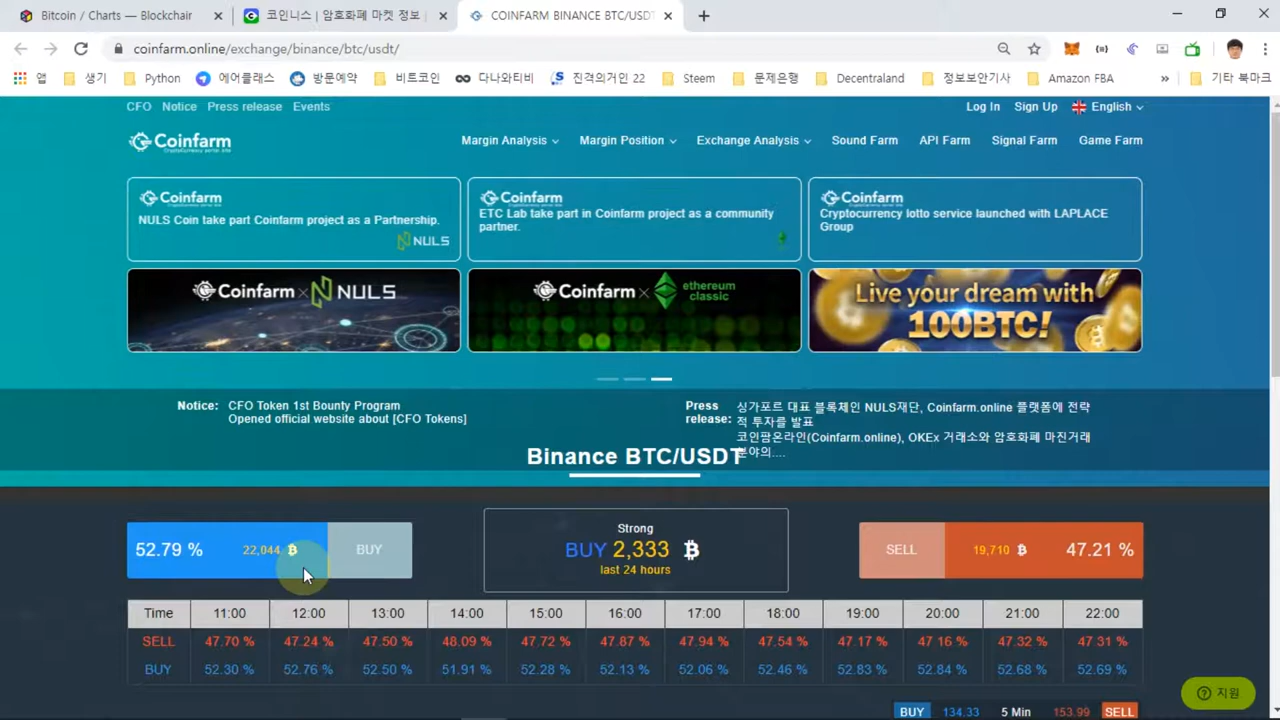 Bitcoin / Charts — Blockchair
코인니스 | 암호화폐 마켓 정보
COINFARM BINANCE BTC/USDT
coinfarm.online/exchange/binance/btc/usdt/
앱
생기
Python
에어클래스
방문예약
비트코인
다나와티비
진격의거인 22
Steem
문제은행
Decentraland
정보보안기사
Amazon FBA
»
기타 북마크
CFO Notice Press release Events
Log In Sign Up English
Coinfarm
Cryptocurrency portal site
Margin Analysis Margin Position Exchange Analysis Sound Farm API Farm Signal Farm Game Farm
Coinfarm
NULS Coin take part Coinfarm project as a Partnership.
NULS
Coinfarm
ETC Lab take part in Coinfarm project as a community
partner.
Coinfarm
Cryptocurrency lotto service launched with LAPLACE
Group
Coinfarm × NULS
Coinfarm × ethereum
classic
Live your dream with
100BTC!
Notice: CFO Token 1st Bounty Program
Opened official website about [CFO Tokens]
Press
release:
싱가포르 대표 블록체인 NULS재단, Coinfarm.online 플랫폼에 전략
적 투자를 발표
코인팜온라인(Coinfarm.online), OKEx 거래소와 암호화폐 마진거래
분야의....
Binance BTC/USDT
52.79 % 22,044 BUY
Strong
BUY 2,333
last 24 hours
SELL 19,710 47.21 %
Time 11:00 12:00 13:00 14:00 15:00 16:00 17:00 18:00 19:00 20:00 21:00 22:00
SELL 47.70 % 47.24 % 47.50 % 48.09 % 47.72 % 47.87 % 47.94 % 47.54 % 47.17 % 47.16 % 47.32 % 47.31 %
BUY 52.30 % 52.76 % 52.50 % 51.91 % 52.28 % 52.13 % 52.06 % 52.46 % 52.83 % 52.84 % 52.68 % 52.69 %
지원
BUY 134.33 5 Min 153.99 SELL